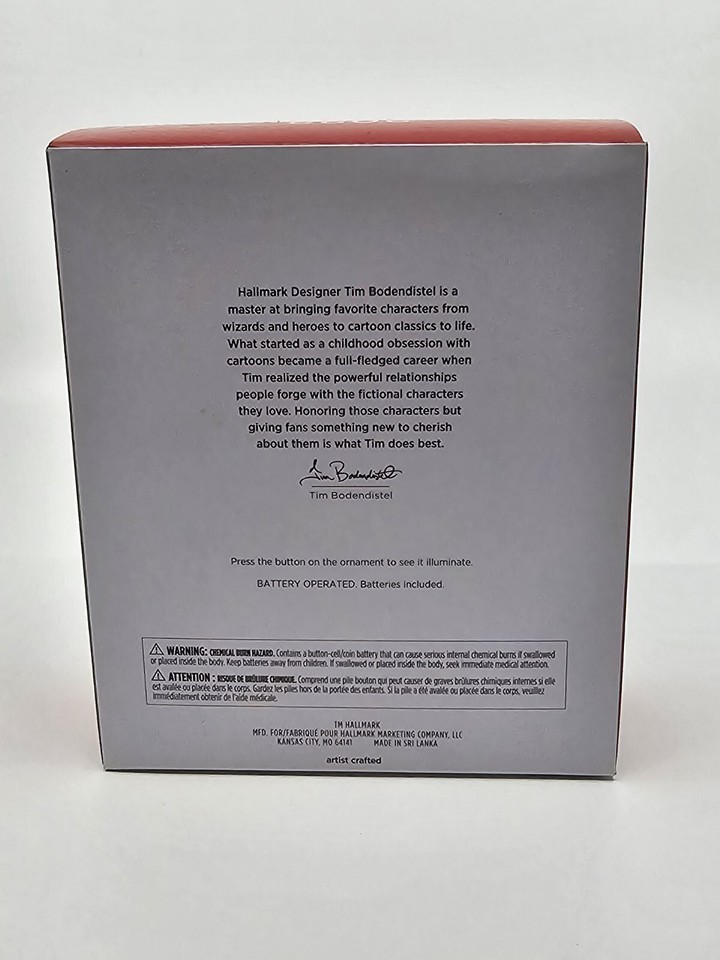 Hallmark Designer Tim Bodendistel is a
master at bringing favorite characters from
wizards and heroes to cartoon classics to life.
What started as a childhood obsession with
cartoons became a full-fledged career when
Tim realized the powerful relationships
people forge with the fictional characters
they love. Honoring those characters but
giving fans something new to cherish
about them is what Tim does best.
Tim Bodendistel
Tim Bodendistel
Press the button on the ornament to see it illuminate.
BATTERY OPERATED. Batteries included.
WARNING: CHEMICAL BURN HAZARD. Contains a button-cell/coin battery that can cause serious internal chemical burns if swallowed
or placed inside the body. Keep batteries away from children. If swallowed or placed inside the body, seek immediate medical attention.
ATTENTION : RISQUE DE BRÛLURE CHIMIQUE. Comprend une pile bouton qui peut causer de graves brûlures chimiques internes si elle
est avalée ou placée dans le corps. Gardez les piles hors de la portée des enfants. Si la pile a été avalée ou placée dans le corps, veuillez
immédiatement obtenir de l'aide médicale.
TM HALLMARK
MFD. FOR/FABRIQUÉ POUR HALLMARK MARKETING COMPANY, LLC
KANSAS CITY, MO 64141 MADE IN SRI LANKA
artist crafted